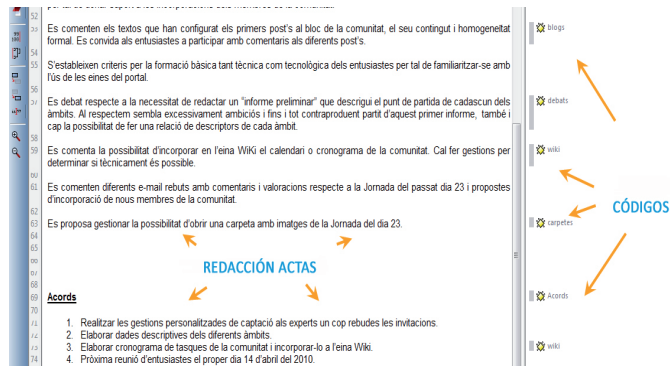 52
53 Es comenten els textos que han configurat els primers post's al bloc de la comunitat, el seu contingut i homogeneïtat blogs
54 formal. Es convida als entusiastes a participar amb comentaris als diferents post's.
55 S'estableixen criteris per la formació bàsica tant tècnica com tecnològica dels entusiastes per tal de familiaritzar-se amb
l'ús de les eines del portal.
56
57 Es debat respecte a la necessitat de redactar un "informe preliminar" que descrigui el punt de partida de cadascun dels debats
àmbits. Al respectem sembla excessivament ambiciós i fins i tot contraproduent partit d'aquest primer informe, també i
cap la possibilitat de fer una relació de descriptors de cada àmbit.
58
59 Es comenta la possibilitat d'incorporar en l'eina WiKi el calendari o cronograma de la comunitat. Cal fer gestions per wiki
determinar si tècnicament és possible.
60
61 Es comenten diferents e-mail rebuts amb comentaris i valoracions respecte a la Jornada del passat dia 23 i propostes
d'incorporació de nous membres de la comunitat.
CÓDIGOS
62
63 Es proposa gestionar la possibilitat d'obrir una carpeta amb imatges de la Jornada del dia 23. carpetes
64
65
66
67
REDACCIÓN ACTAS
68
69 Acords Acords
70
71 1. Realitzar les gestions personalitzades de captació als experts un cop rebudes les invitacions.
72 2. Elaborar dades descriptives dels diferents àmbits.
73 3. Elaborar cronograma de tasques de la comunitat i incorporar-lo a l'eina Wiki. wiki
74 4. Pròxima reunió d'entusiastes el proper dia 14 d'abril del 2010.